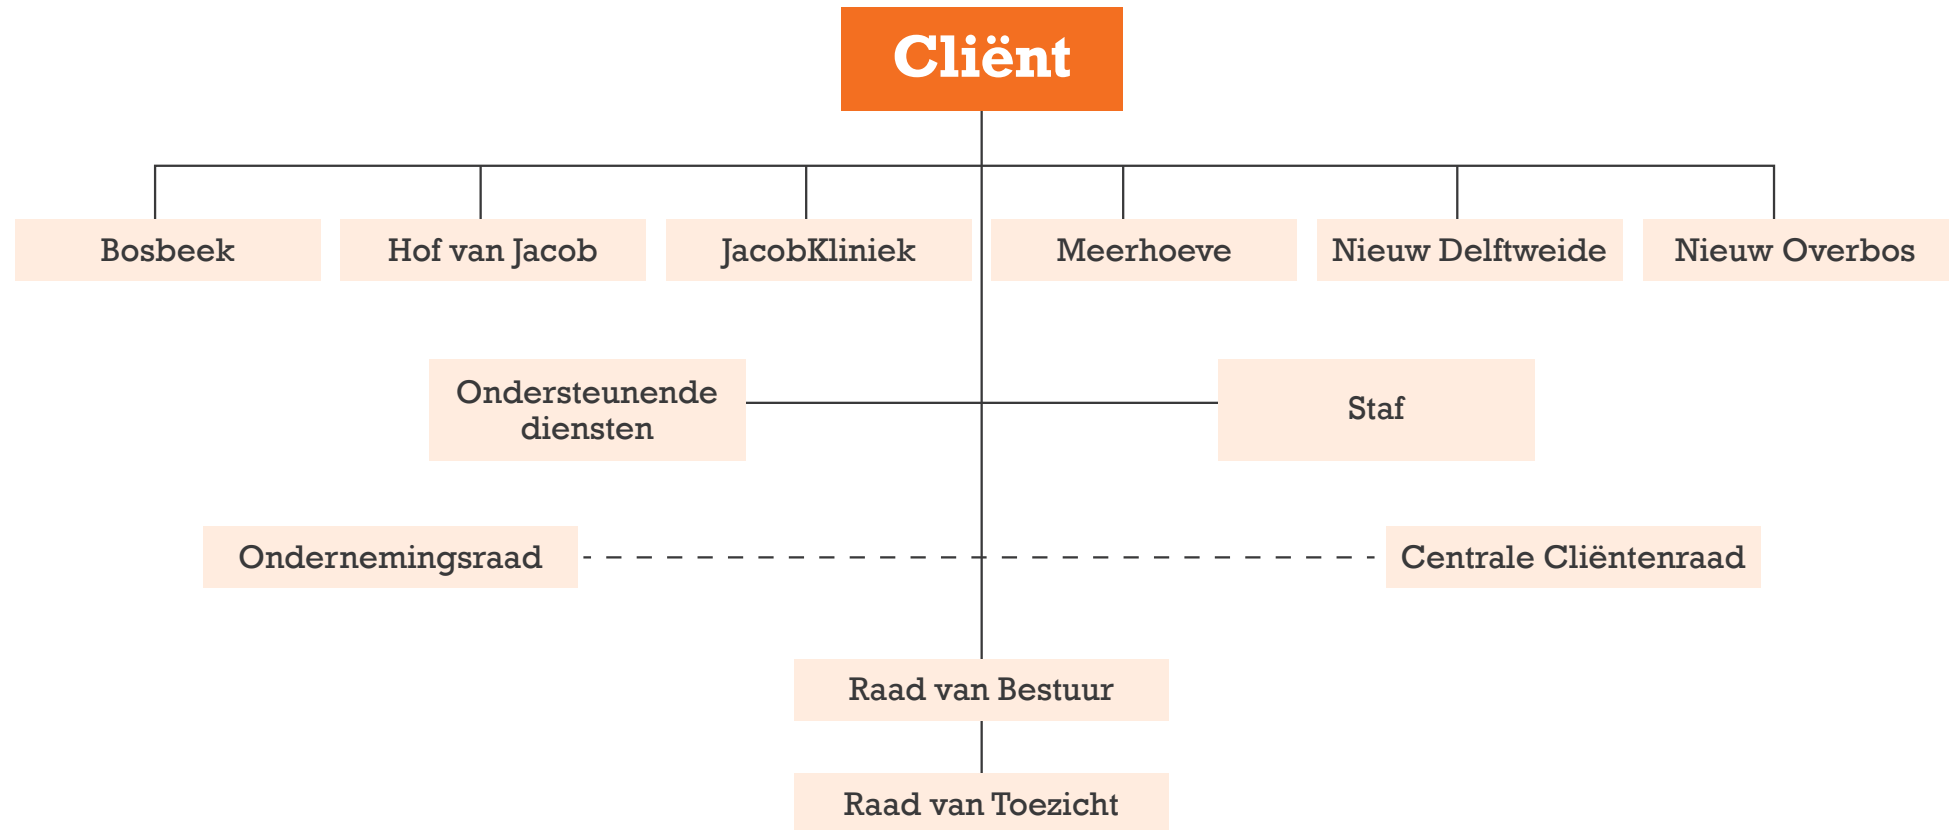 Cliënt
Bosbeek
Hof van Jacob
JacobKliniek
Meerhoeve
Nieuw Delftweide
Nieuw Overbos
Ondersteunende
diensten
Staf
Ondernemingsraad
Centrale Cliëntenraad
Raad van Bestuur
Raad van Toezicht